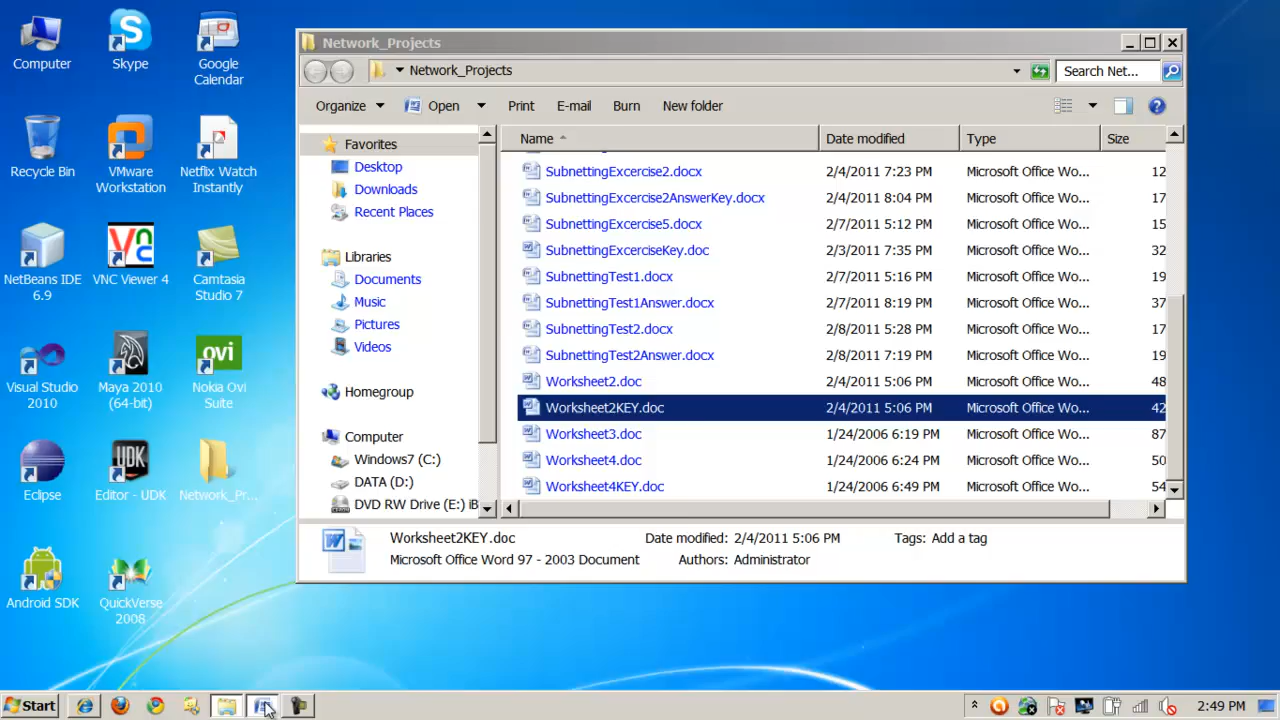 Computer
Skype
Google Calendar
Recycle Bin
VMware Workstation
Netflix Watch Instantly
NetBeans IDE 6.9
VNC Viewer 4
Camtasia Studio 7
Visual Studio 2010
Maya 2010 (64-bit)
ovi
Nokia Ovi Suite
Eclipse
UDK
Editor - UDK
Network_Pr...
Android SDK
QuickVerse 2008
Network_Projects
Network_Projects
Search Net...
Organize Open Print E-mail Burn New folder
Favorites
Desktop
Downloads
Recent Places
Libraries
Documents
Music
Pictures
Videos
Homegroup
Computer
Windows7 (C:)
DATA (D:)
DVD RW Drive (E:) iB
Name Date modified Type Size
SubnettingExcercise2.docx 2/4/2011 7:23 PM Microsoft Office Wo... 12
SubnettingExcercise2AnswerKey.docx 2/4/2011 8:04 PM Microsoft Office Wo... 17
SubnettingExcercise5.docx 2/7/2011 5:12 PM Microsoft Office Wo... 15
SubnettingExcerciseKey.doc 2/3/2011 7:35 PM Microsoft Office Wo... 32
SubnettingTest1.docx 2/7/2011 5:16 PM Microsoft Office Wo... 19
SubnettingTest1Answer.docx 2/7/2011 8:19 PM Microsoft Office Wo... 37
SubnettingTest2.docx 2/8/2011 5:28 PM Microsoft Office Wo... 17
SubnettingTest2Answer.docx 2/8/2011 7:19 PM Microsoft Office Wo... 19
Worksheet2.doc 2/4/2011 5:06 PM Microsoft Office Wo... 48
Worksheet2KEY.doc 2/4/2011 5:06 PM Microsoft Office Wo... 42
Worksheet3.doc 1/24/2006 6:19 PM Microsoft Office Wo... 87
Worksheet4.doc 1/24/2006 6:24 PM Microsoft Office Wo... 50
Worksheet4KEY.doc 1/24/2006 6:49 PM Microsoft Office Wo... 54
Worksheet2KEY.doc Date modified: 2/4/2011 5:06 PM Tags: Add a tag
Microsoft Office Word 97 - 2003 Document Authors: Administrator
Start 2:49 PM